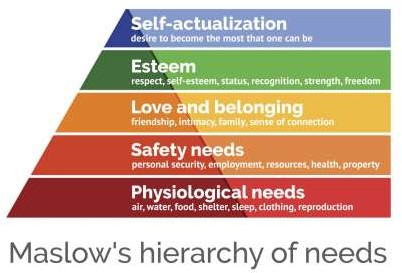 Self-actualization
desire to become the most that one can be
Esteem
respect, self-esteem, status, recognition, strength, freedom
Love and belonging
friendship, intimacy, family, sense of connection
Safety needs
personal security, employment, resources, health, property
Physiological needs
air, water, food, shelter, sleep, clothing, reproduction
Maslow's hierarchy of needs